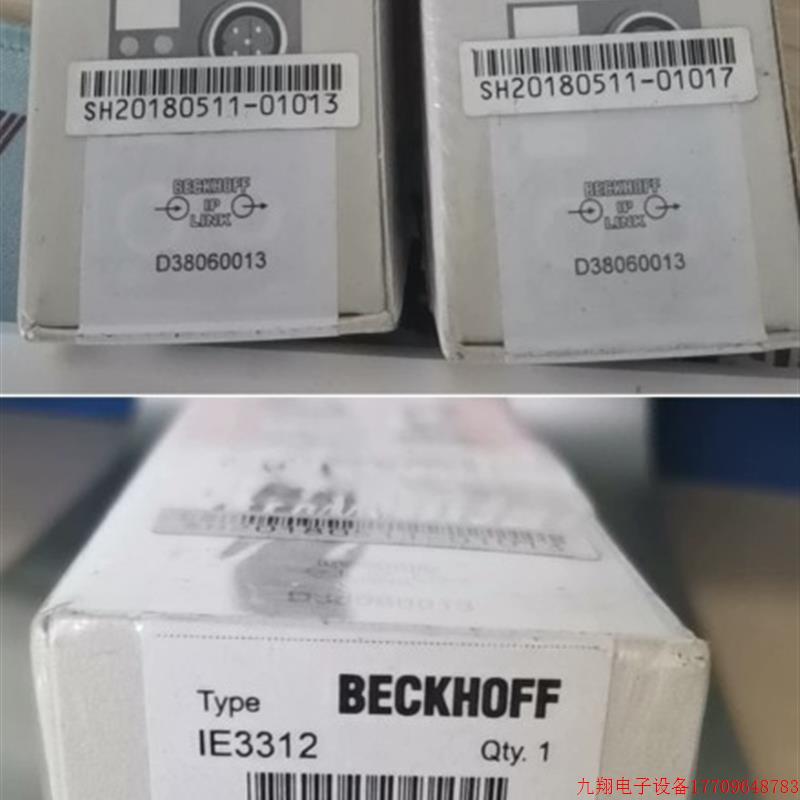 SH20180511-01013
BECKHOFF
IP
LINK
D38060013
SH20180511-01017
BECKHOFF
IP
LINK
D38060013
D38060013
Type
BECKHOFF
IE3312
Qty. 1
九翔电子设备17709648783